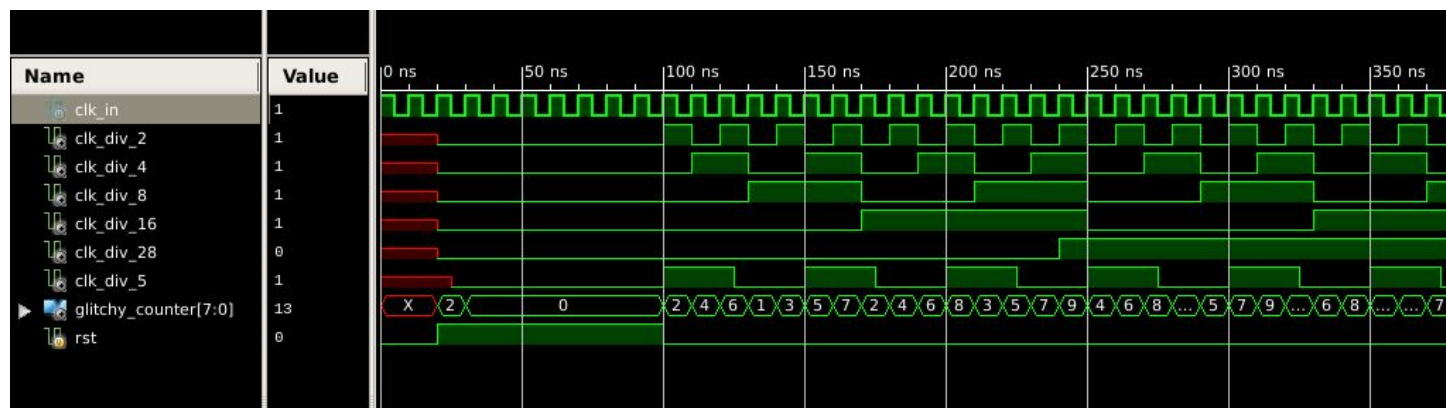 Name Value 0 ns 50 ns 100 ns 150 ns 200 ns 250 ns 300 ns 350 ns
clk_in 1
clk_div_2 1
clk_div_4 1
clk_div_8 1
clk_div_16 1
clk_div_28 0
clk_div_5 1
glitchy_counter[7:0] 13 X 2 0 2 4 6 1 3 5 7 2 4 6 8 3 5 7 9 4 6 8 ... 5 7 9 ... 6 8 ... ... 7
rst 0